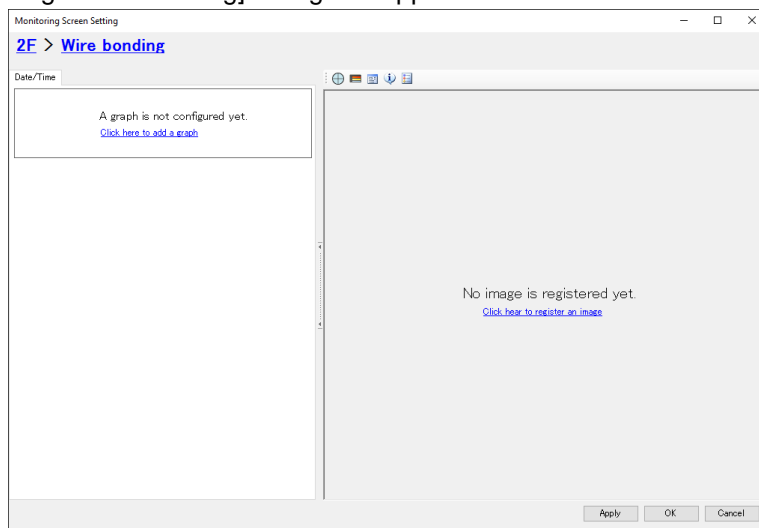 Monitoring Screen Setting
2F > Wire bonding
Date/Time
A graph is not configured yet.
Click here to add a graph
No image is registered yet.
Click hear to register an image
Apply OK Cancel